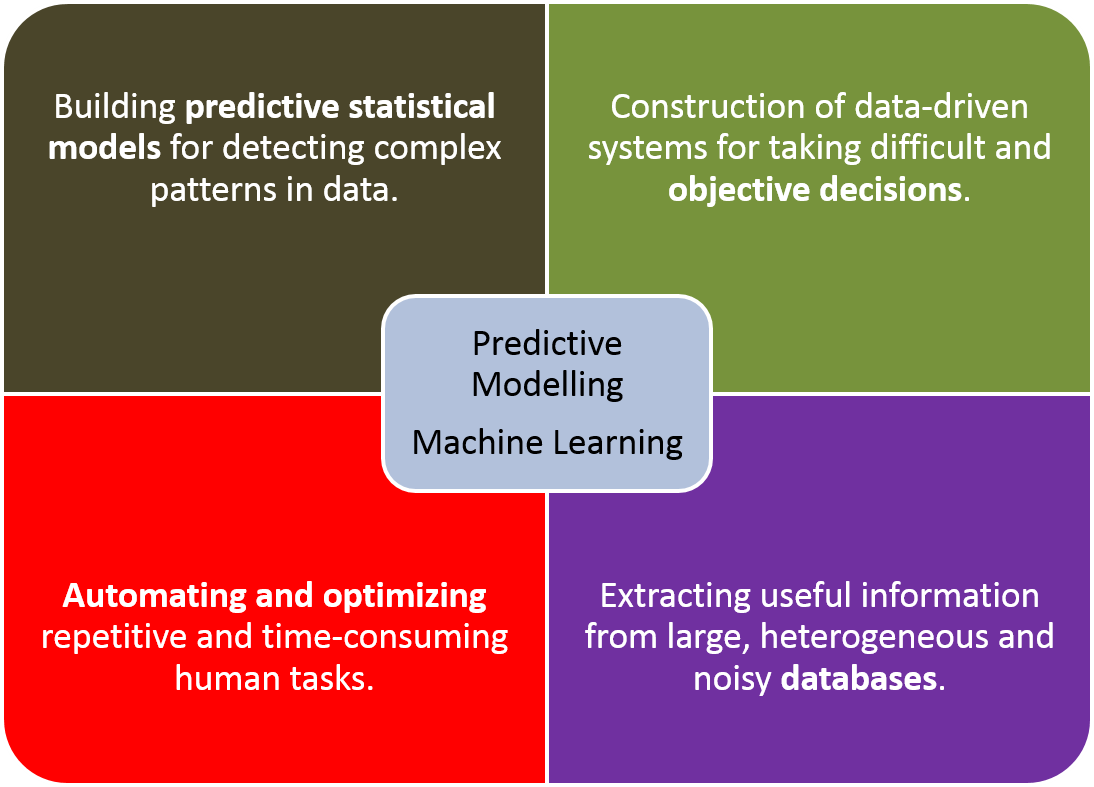 Building predictive statistical
models for detecting complex
patterns in data.
Construction of data-driven
systems for taking difficult and
objective decisions.
Predictive
Modelling
Machine Learning
Automating and optimizing
repetitive and time-consuming
human tasks.
Extracting useful information
from large, heterogeneous and
noisy databases.